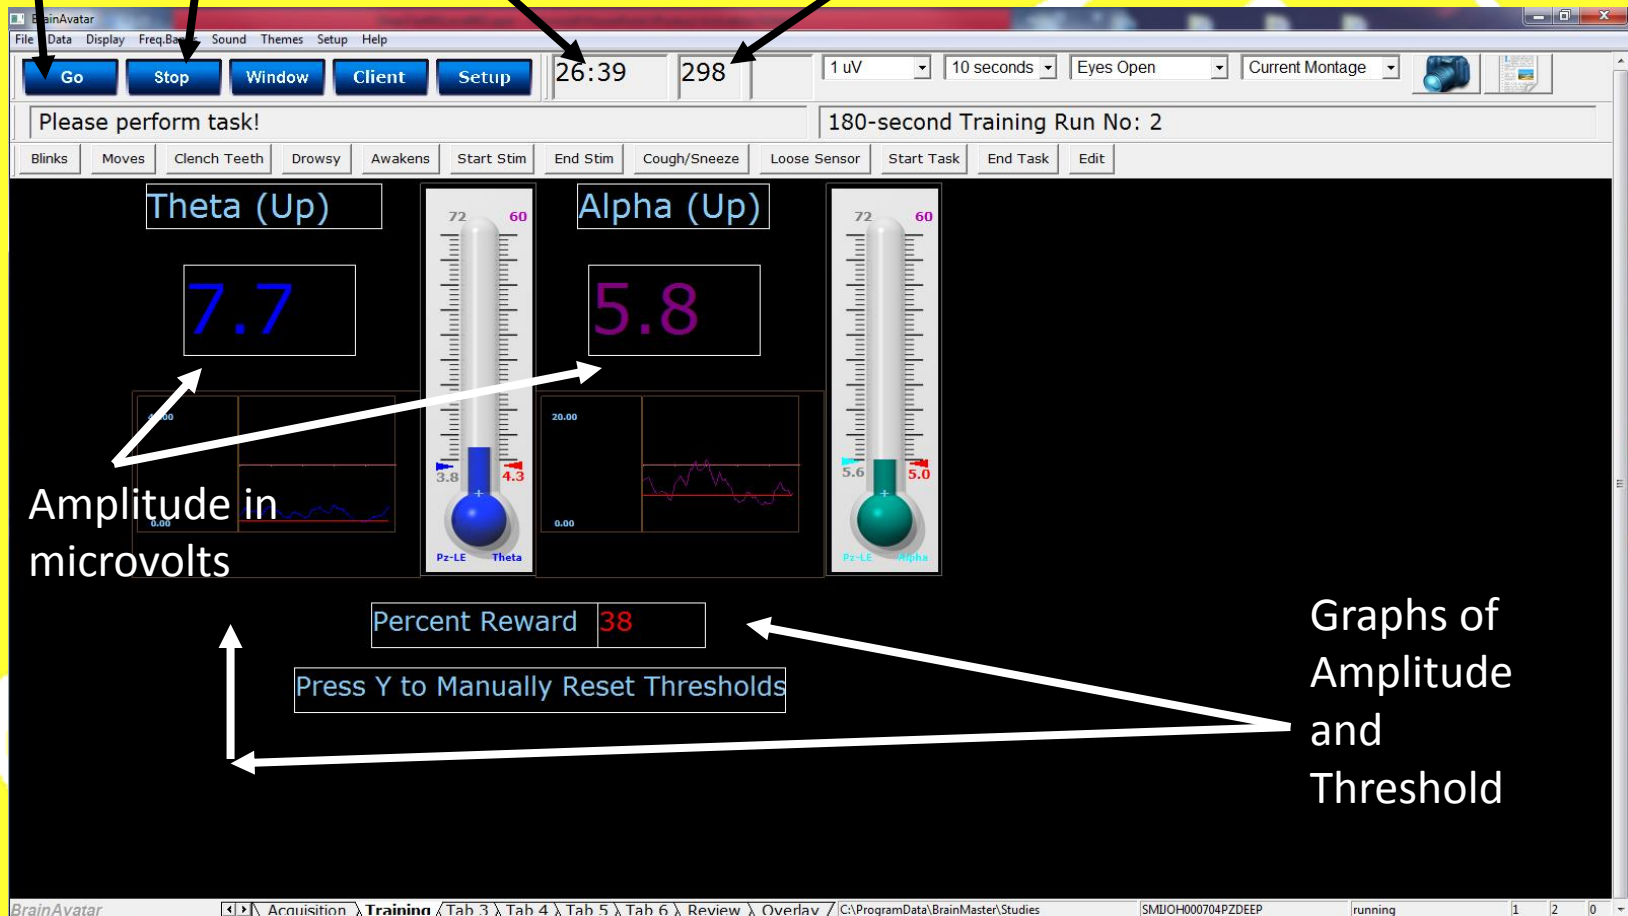 BrainAvatar
File Data Display Freq.Bands Sound Themes Setup Help
Go Stop Window Client Setup 26:39 298 1 uV 10 seconds Eyes Open Current Montage
Please perform task! 180-second Training Run No: 2
Blinks Moves Clench Teeth Drowsy Awakens Start Stim End Stim Cough/Sneeze Loose Sensor Start Task End Task Edit
Theta (Up) 72 60 Alpha (Up) 72 60
7.7 5.8
20.00
3.8 4.3 5.6 5.0
Amplitude in
microvolts
0.00 0.00
Pz-LE Theta Pz-LE Alpha
Percent Reward 38
Press Y to Manually Reset Thresholds
Graphs of
Amplitude
and
Threshold
BrainAvatar Acquisition Training Tab 3 Tab 4 Tab 5 Tab 6 Review Overlay C:\ProgramData\BrainMaster\Studies SMIJOH000704PZDEEP running 1 2 0